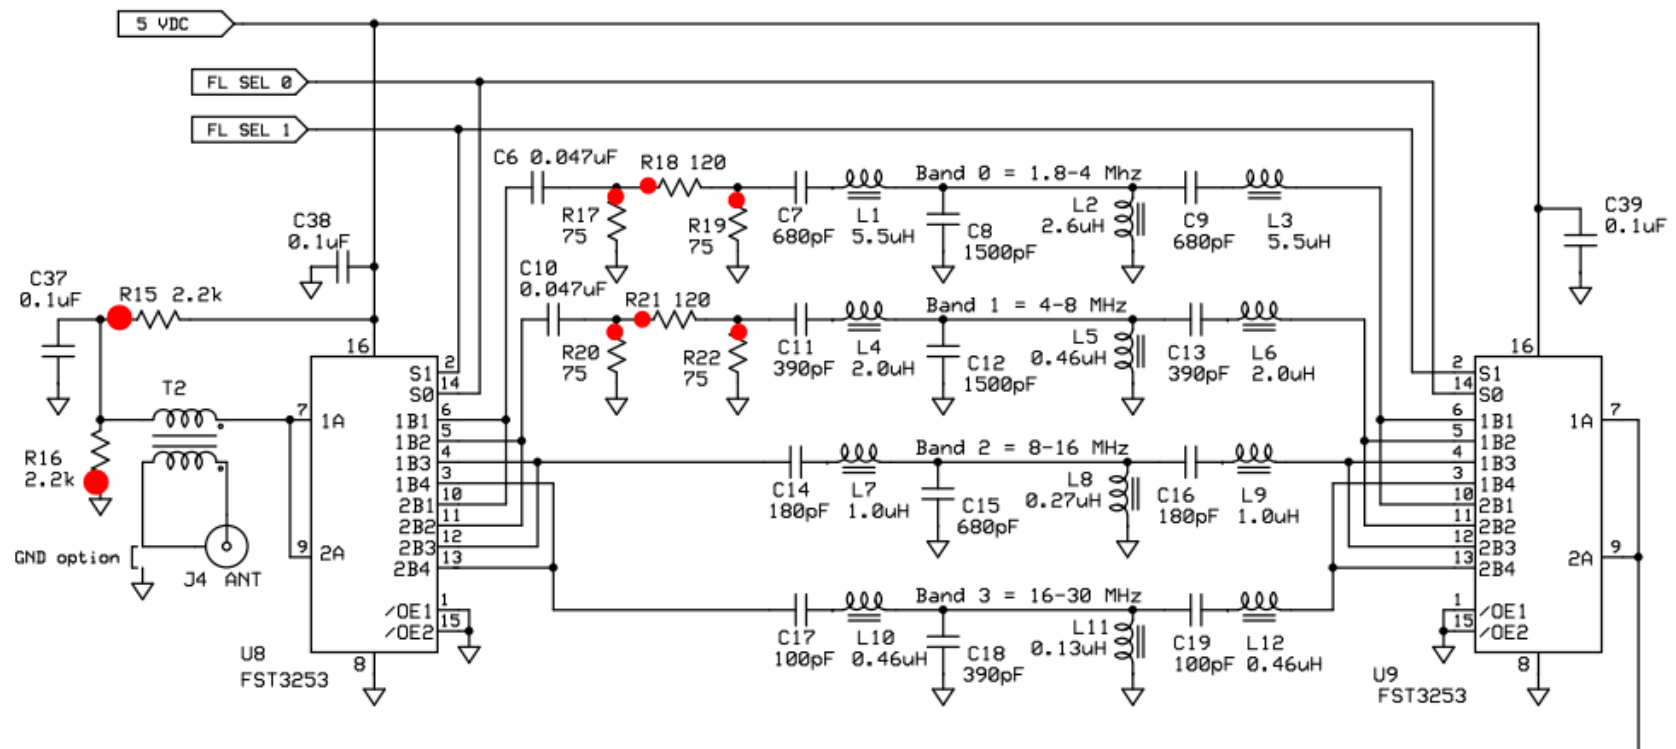 5 VDC
FL SEL 0
FL SEL 1
C6 0.047uF
R18 120
Band 0 = 1.8-4 Mhz
R17
75
R19
75
C7
680pF
L1
5.5uH
C8
1500pF
L2
2.6uH
C9
680pF
L3
5.5uH
C38
0.1uF
C39
0.1uF
C37
0.1uF
R15 2.2k
C10
0.047uF
R21 120
Band 1 = 4-8 MHz
R20
75
R22
75
C11
390pF
L4
2.0uH
C12
1500pF
L5
0.46uH
C13
390pF
L6
2.0uH
T2
R16
2.2k
GND option
J4 ANT
16
7
1A
9
2A
S1
2
S0
14
1B1
6
1B2
5
1B3
4
1B4
3
2B1
10
2B2
11
2B3
12
2B4
13
/OE1
1
/OE2
15
8
U8
FST3253
Band 2 = 8-16 MHz
C14
180pF
L7
1.0uH
C15
680pF
L8
0.27uH
C16
180pF
L9
1.0uH
Band 3 = 16-30 MHz
C17
100pF
L10
0.46uH
C18
390pF
L11
0.13uH
C19
100pF
L12
0.46uH
16
2
S1
14
S0
6
1B1
5
1B2
4
1B3
3
1B4
10
2B1
11
2B2
12
2B3
13
2B4
1
/OE1
15
/OE2
1A
7
2A
9
8
U9
FST3253